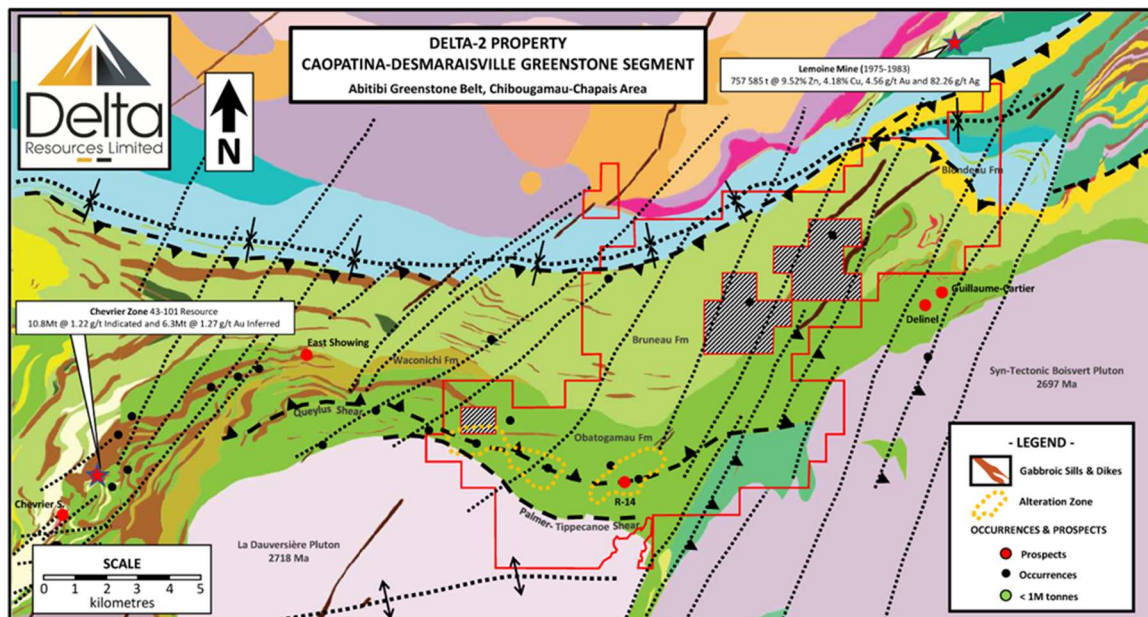 Delta
Resources Limited
N
DELTA-2 PROPERTY
CAOPATINA-DESMARAISVILLE GREENSTONE SEGMENT
Abitibi Greenstone Belt, Chibougamau-Chapais Area
Lemoine Mine (1975-1983)
757 585 t @ 9.52% Zn, 4.18% Cu, 4.56 g/t Au and 82.26 g/t Ag
Blondeau Fm
Chevrier Zone 43-101 Resource
10.8Mt @ 1.22 g/t Indicated and 6.3Mt @ 1.27 g/t Au Inferred
Guillaume-Cartier
Delinel
East Showing
Bruneau Fm
Waconichi Fm
Syn-Tectonic Boisvert Pluton
2697 Ma
Queylus Shear
Obatogamau Fm
R-14
Chevrier S.
Palmer-Tippecanoe Shear
La Dauversière Pluton
2718 Ma
SCALE
0 1 2 3 4 5
kilometres
- LEGEND -
Gabbroic Sills & Dikes
Alteration Zone
OCCURRENCES & PROSPECTS
Prospects
Occurrences
< 1M tonnes